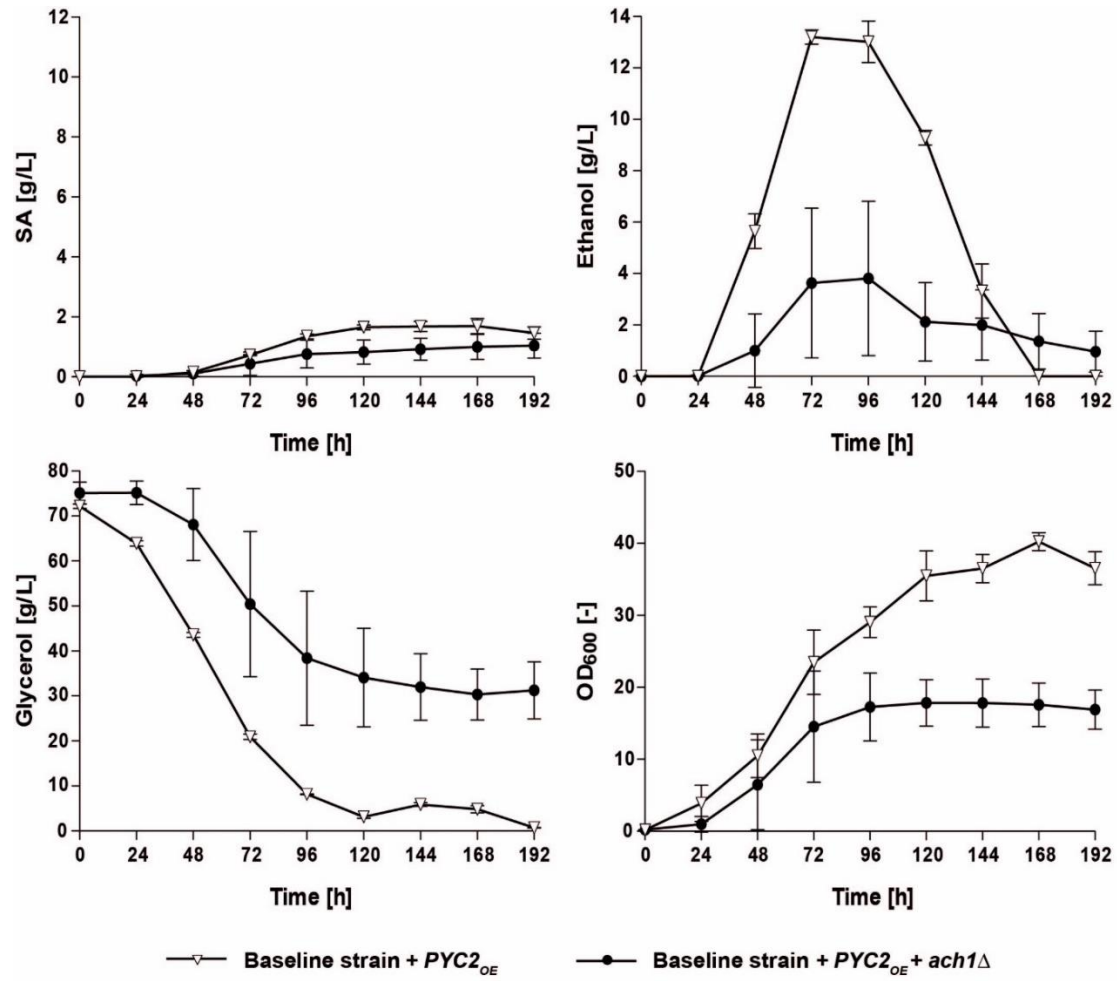 SA [g/L]
12
10
8
6
4
2
0
0 24 48 72 96 120 144 168 192
Time [h]
Ethanol [g/L]
14
12
10
8
6
4
2
0
0 24 48 72 96 120 144 168 192
Time [h]
Glycerol [g/L]
80
70
60
50
40
30
20
10
0
0 24 48 72 96 120 144 168 192
Time [h]
OD600 [-]
50
40
30
20
10
0
0 24 48 72 96 120 144 168 192
Time [h]
Baseline strain + PYC2OE
Baseline strain + PYC2OE + ach1Δ